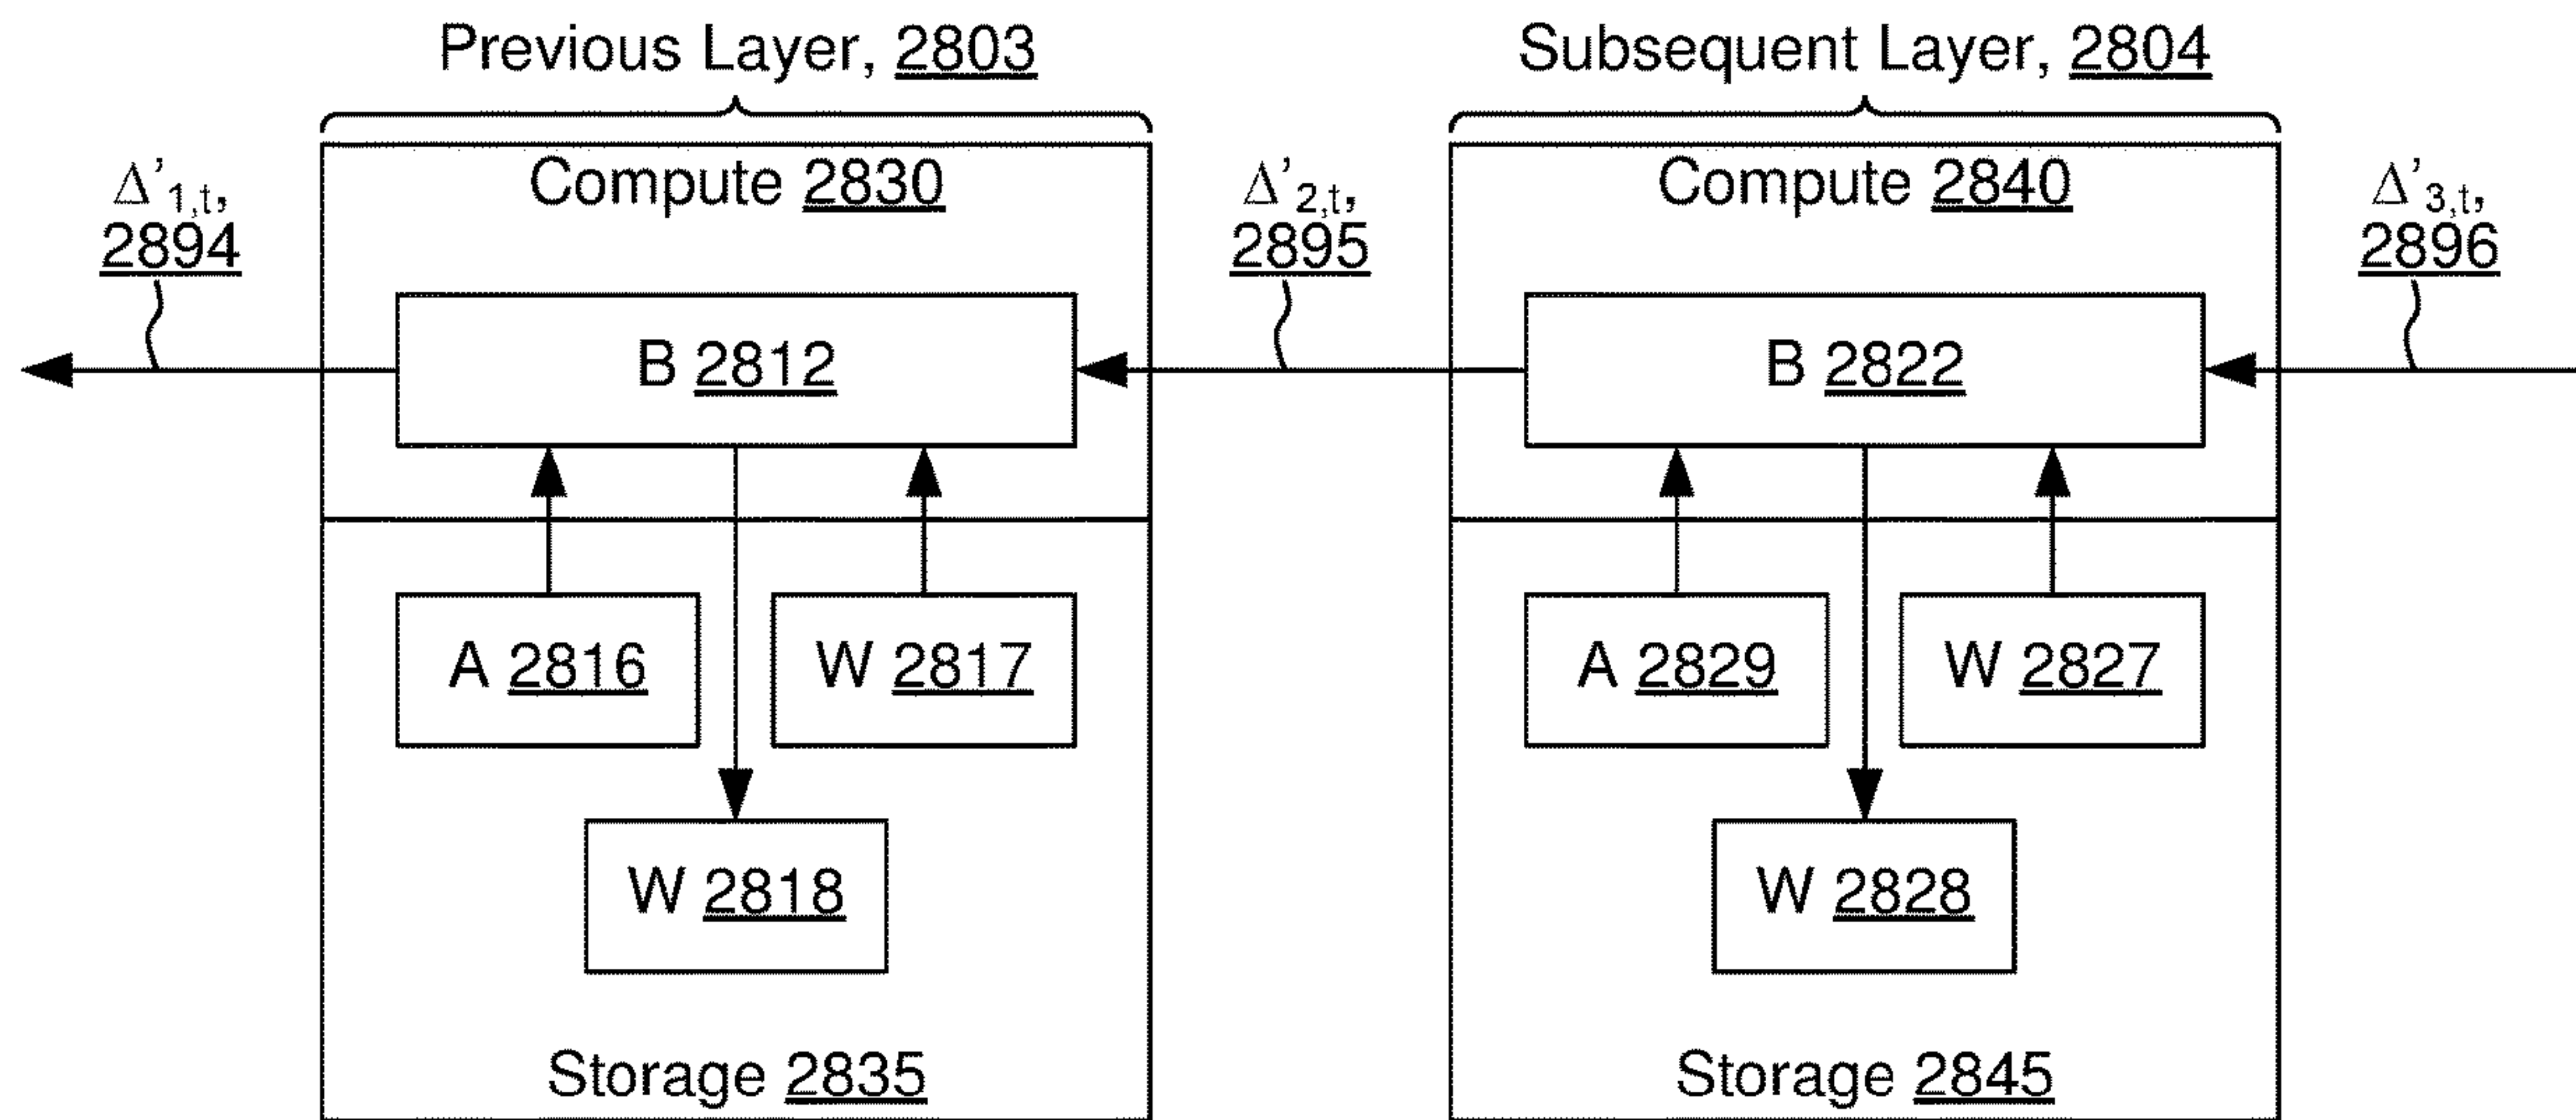 Previous Layer, 2803
Subsequent Layer, 2804
Compute 2830
Compute 2840
Δ’1,t,
2894
Δ’2,t,
2895
Δ’3,t,
2896
B 2812
B 2822
A 2816
W 2817
A 2829
W 2827
W 2818
W 2828
Storage 2835
Storage 2845